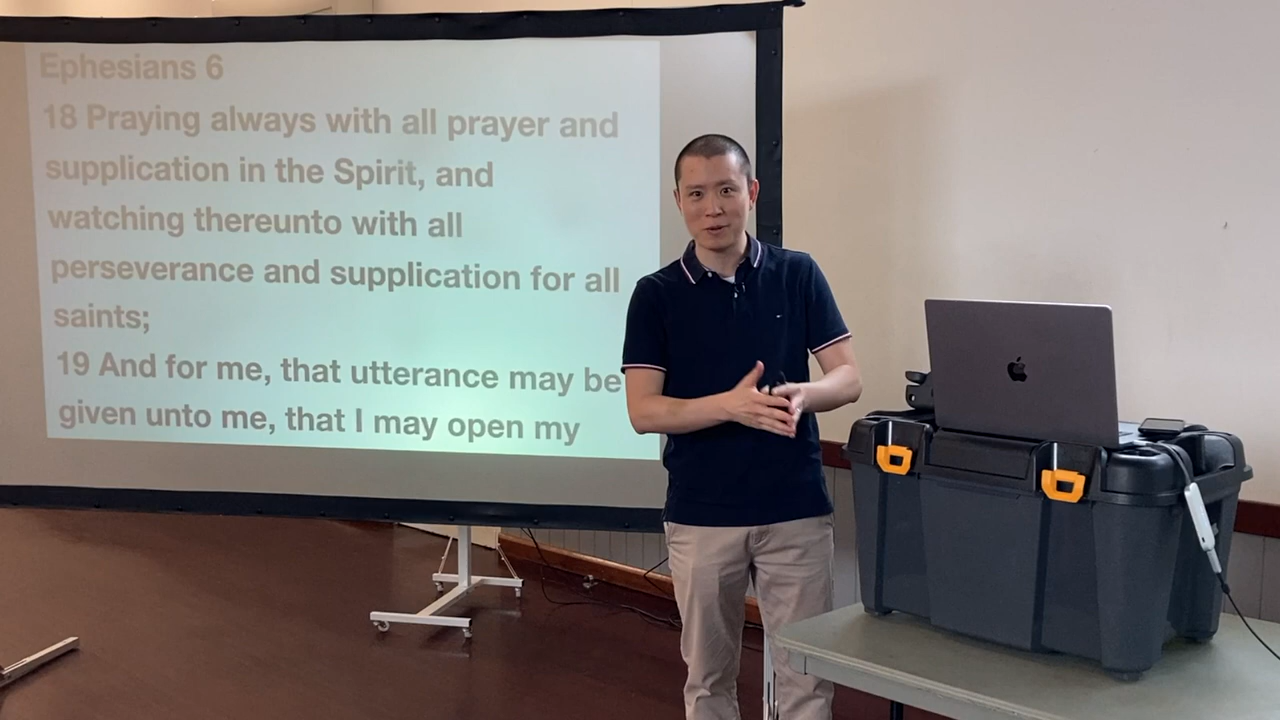 Ephesians 6
18 Praying always with all prayer and
supplication in the Spirit, and
watching thereunto with all
perseverance and supplication for all
saints;
19 And for me, that utterance may be
given unto me, that I may open my